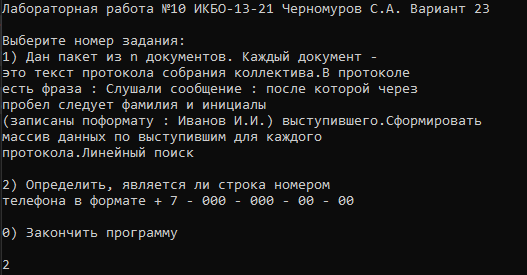 Лабораторная работа №10 ИКБО-13-21 Черномуров С.А. Вариант 23
Выберите номер задания:
1) Дан пакет из n документов. Каждый документ -
это текст протокола собрания коллектива.В протоколе
есть фраза : Слушали сообщение : после которой через
пробел следует фамилия и инициалы
(записаны поформату : Иванов И.И.) выступившего.Сформировать
массив данных по выступившим для каждого
протокола.Линейный поиск
2) Определить, является ли строка номером
телефона в формате + 7 - 000 - 000 - 00 - 00
0) Закончить программу
2